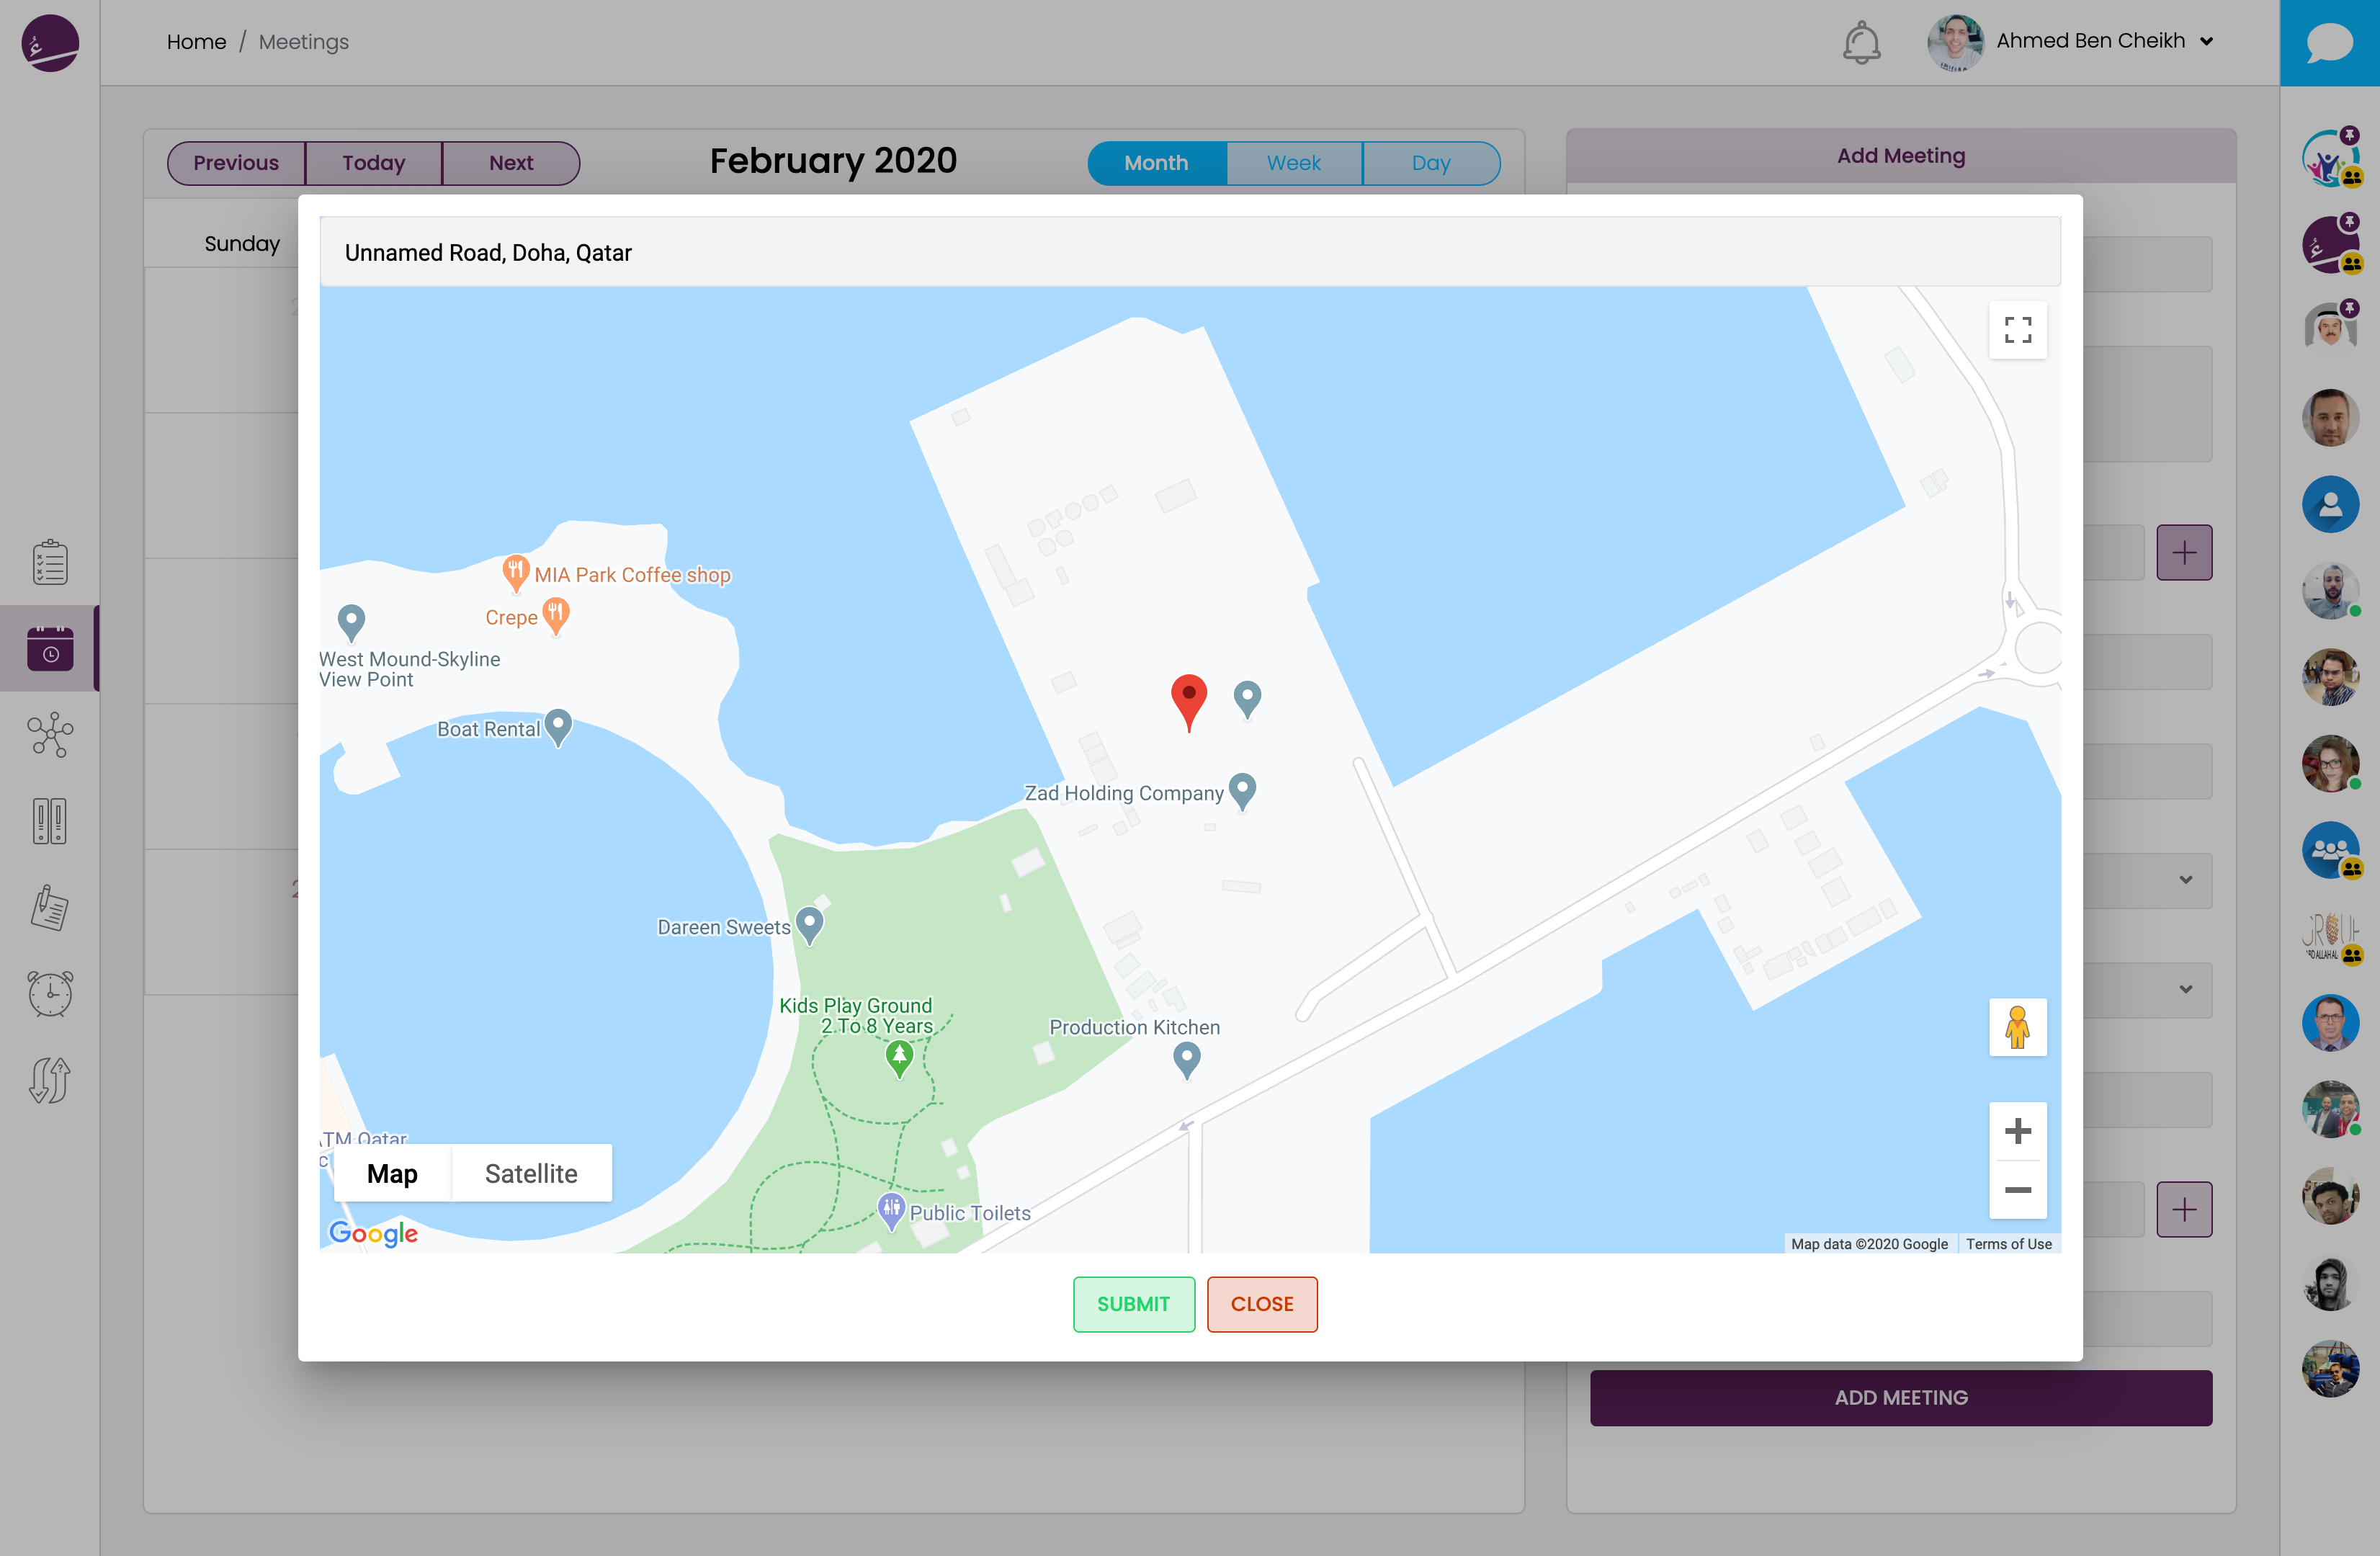 Home / Meetings
Ahmed Ben Cheikh
Previous
Today
Next
February 2020
Month
Week
Day
Add Meeting
Sunday
Unnamed Road, Doha, Qatar
MIA Park Coffee shop
Crepe
West Mound-Skyline
View Point
Boat Rental
Zad Holding Company
Dareen Sweets
Kids Play Ground
2 To 8 Years
Production Kitchen
ATM Qatar
Map
Satellite
Public Toilets
Google
Map data ©2020 Google
Terms of Use
SUBMIT
CLOSE
ADD MEETING